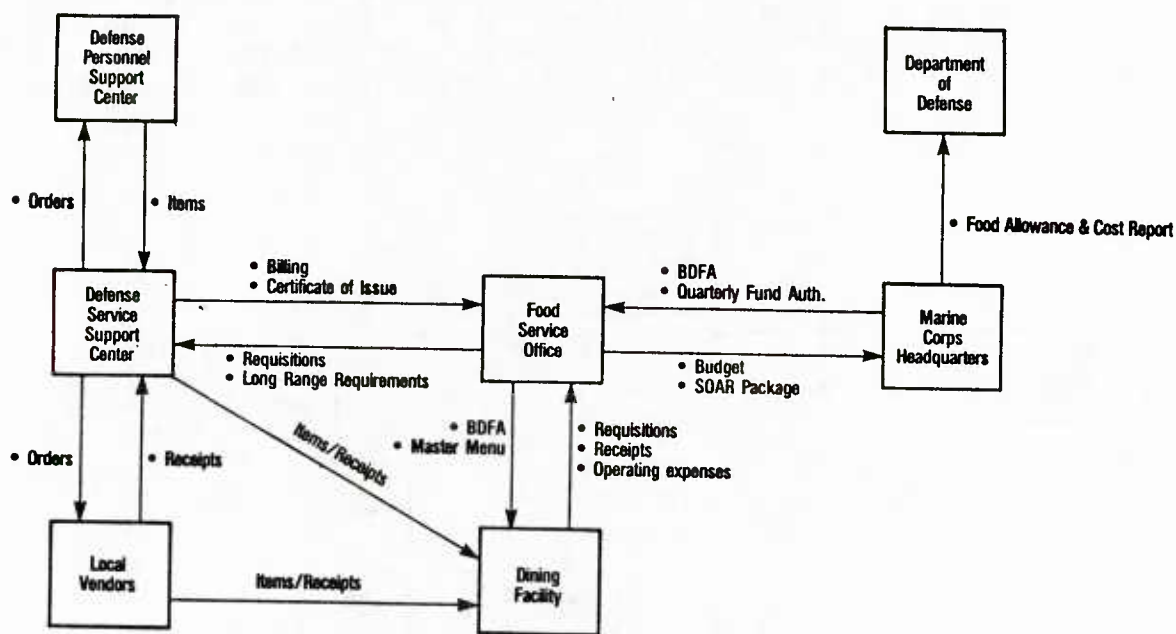 Defense
Personnel
Support
Center
Department
of
Defense
• Orders
• Items
• Food Allowance & Cost Report
• Billing
• Certificate of Issue
• BDFA
• Quarterly Fund Auth.
Defense
Service
Support
Center
Food
Service
Office
Marine
Corps
Headquarters
• Requisitions
• Long Range Requirements
• Budget
• SOAR Package
• Orders
• Receipts
Items/Receipts
• BDFA
• Master Menu
• Requisitions
• Receipts
• Operating expenses
Local
Vendors
Items/Receipts
Dining
Facility